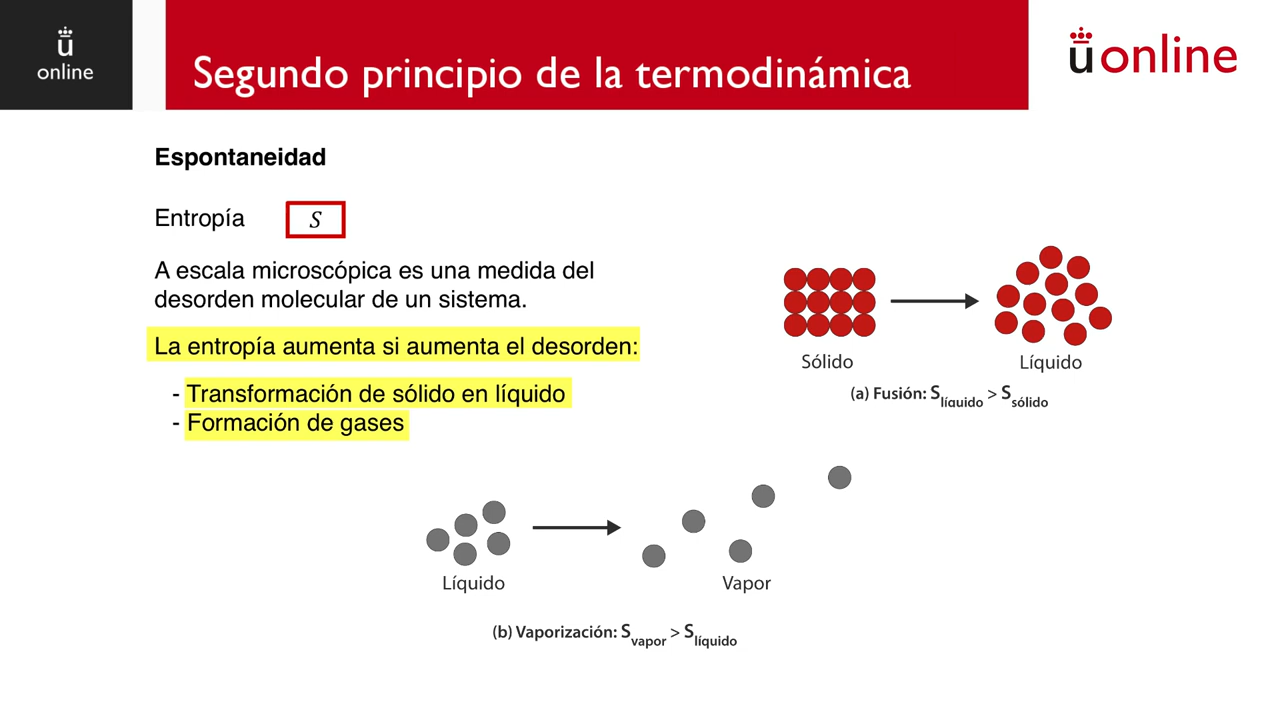 ü
online
Segundo principio de la termodinámica
üonline
Espontaneidad
Entropía S
A escala microscópica es una medida del
desorden molecular de un sistema.
La entropía aumenta si aumenta el desorden:
- Transformación de sólido en líquido
- Formación de gases
Sólido
Líquido
(a) Fusión: Slíquido > Ssólido
Líquido
Vapor
(b) Vaporización: Svapor > Slíquido